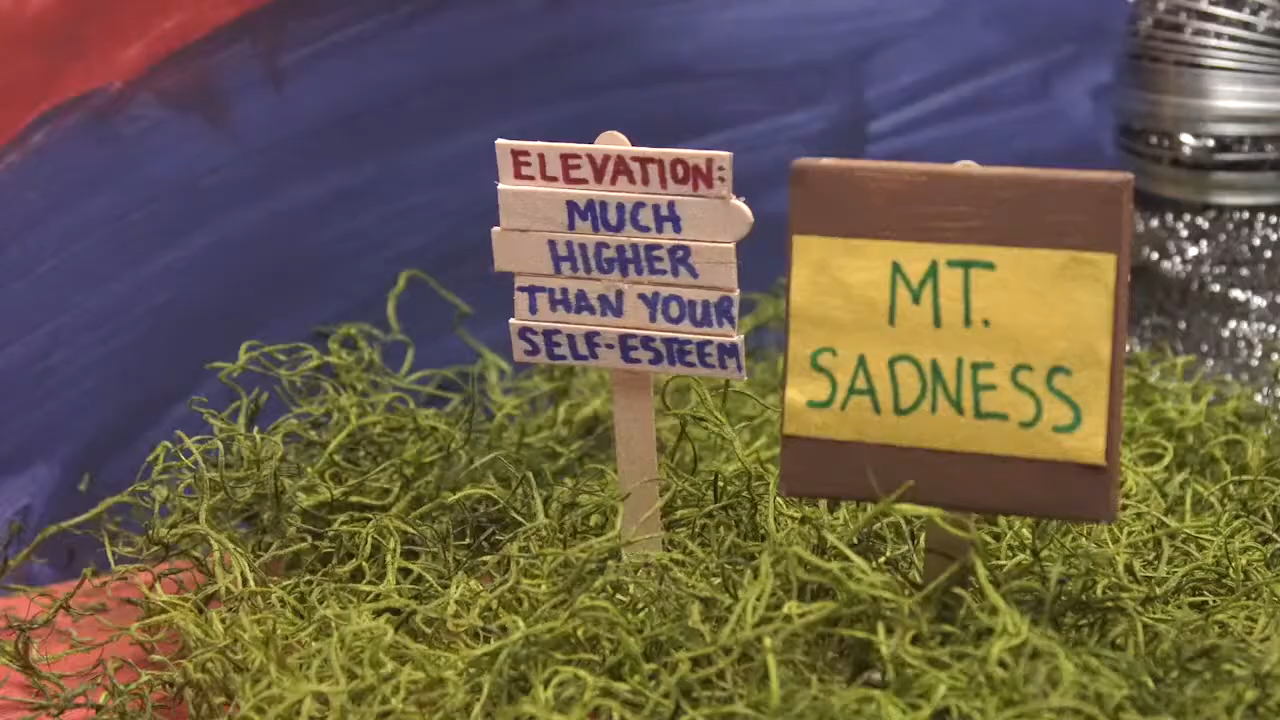 ELEVATION:
MUCH
HIGHER
THAN YOUR
SELF-ESTEEM
MT.
SADNESS